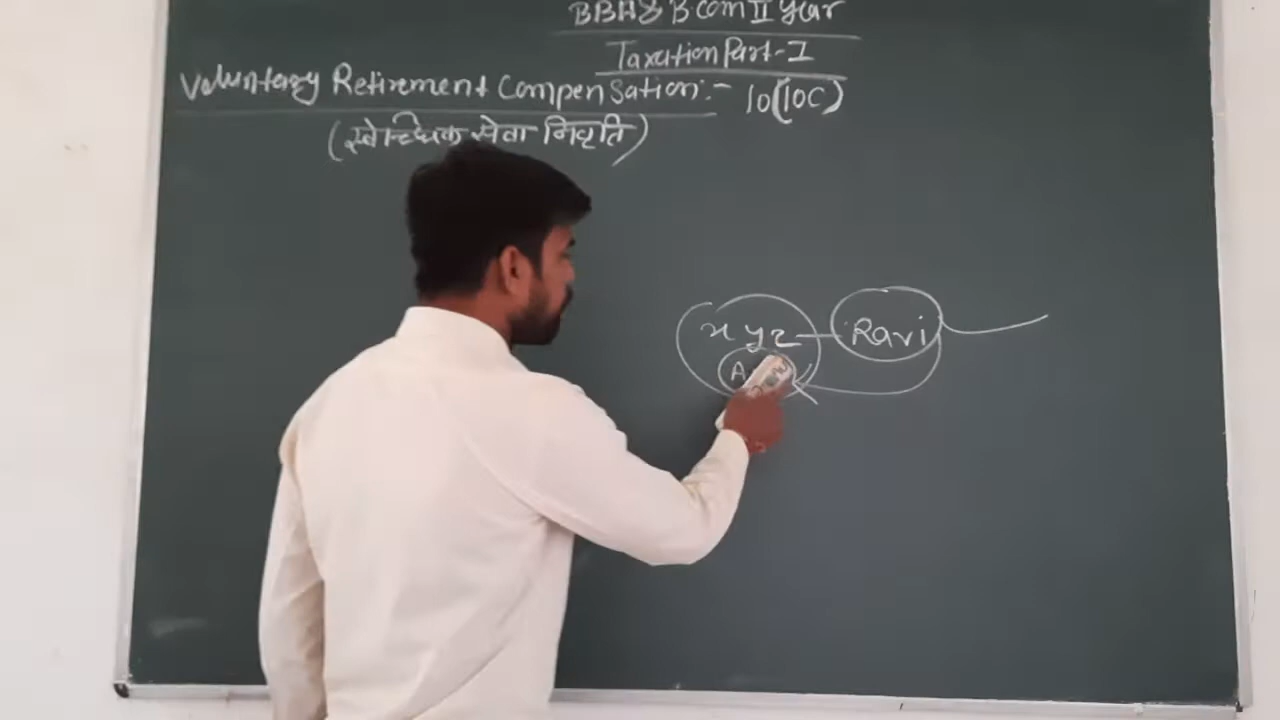 BBA & B com II year
Taxation Part-I
Voluntary Retirement Compensation:- 10(10C)
(स्वेच्छिक सेवा निवृति)
xyz
Ravi
A